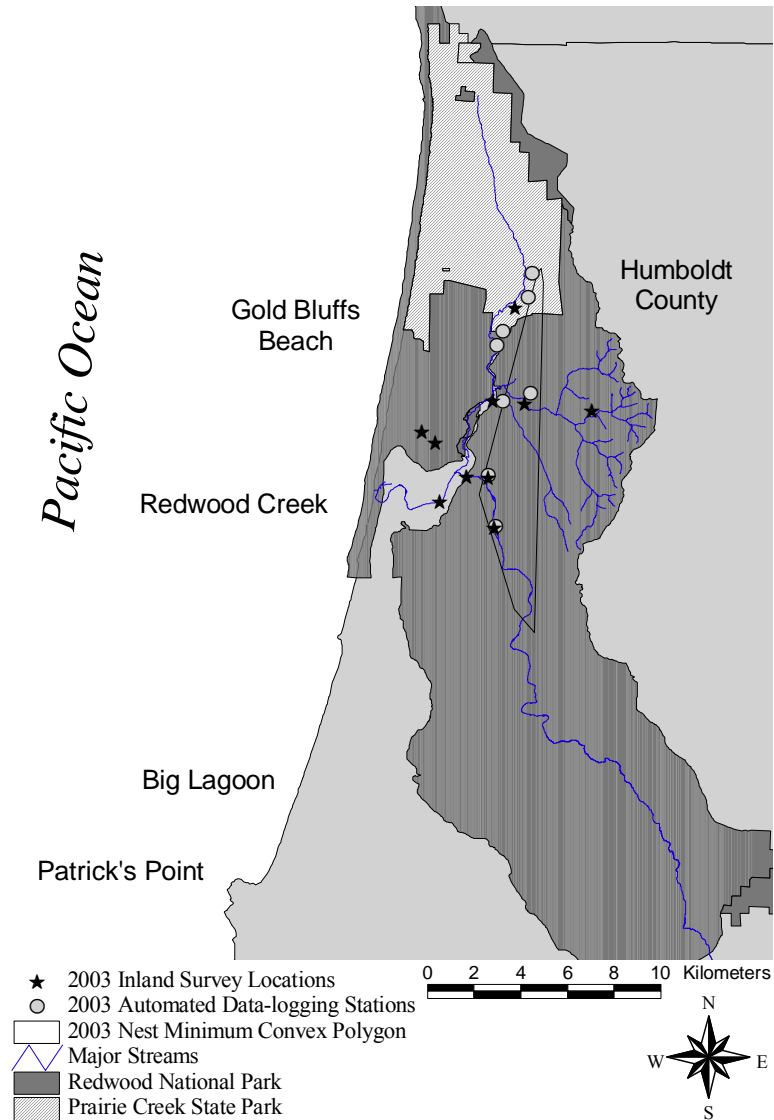 Pacific Ocean
Gold Bluffs
Beach
Humboldt
County
Redwood Creek
Big Lagoon
Patrick's Point
2003 Inland Survey Locations
2003 Automated Data-logging Stations
2003 Nest Minimum Convex Polygon
Major Streams
Redwood National Park
Prairie Creek State Park
0 2 4 6 8 10 Kilometers
N
W E
S